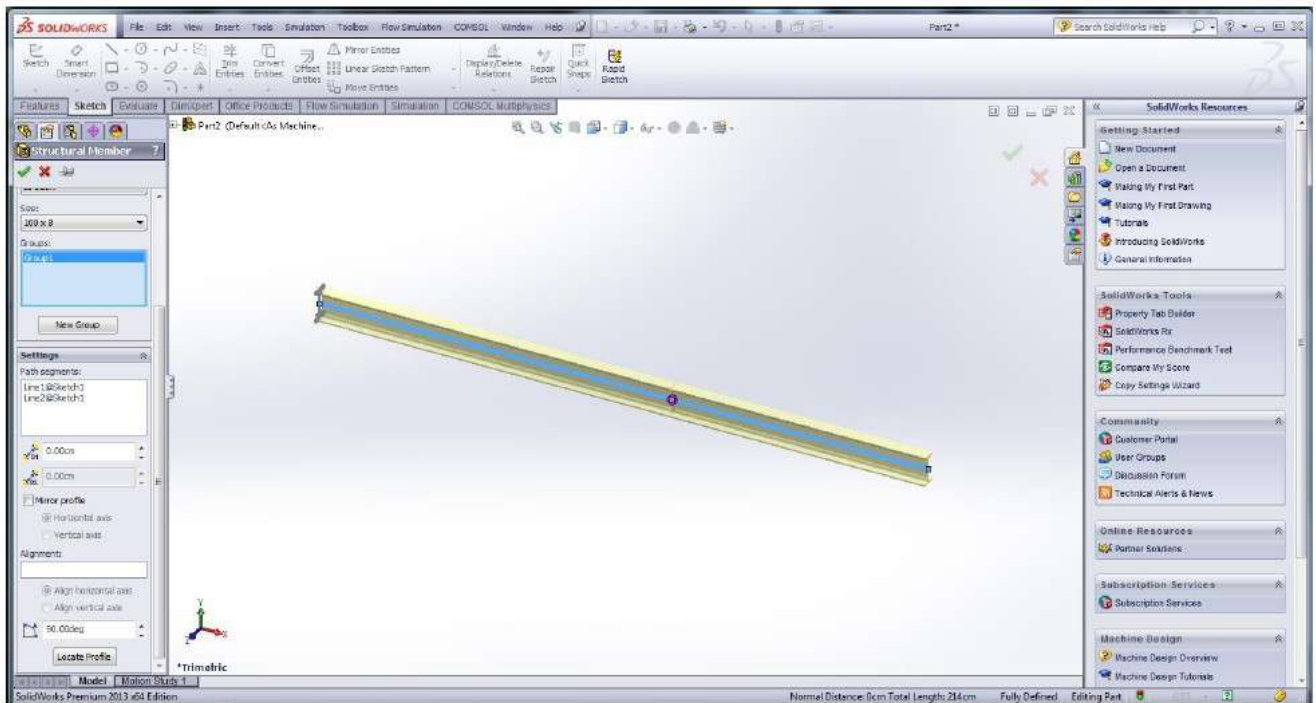 SOLIDWORKS File Edit View Insert Tools Simulation Toolbox Flow Simulation COMSOL Window Help Part2 * Search SolidWorks Help
Sketch Smart Dimension Trim Entities Convert Entities Offset Entities Mirror Entities Linear Sketch Pattern Move Entities Display/Delete Relations Repair Sketch Quick Snaps Rapid Sketch
Features Sketch Evaluate DimXpert Office Products Flow Simulation Simulation COMSOL Multiphysics
Part2 (Default<As Machine...
Structural Member ?
Size:
100 x 8
Groups:
Group1
New Group
Settings
Path segments:
Line1@Sketch1
Line2@Sketch1
0.00cm
0.00cm
Mirror profile
Horizontal axis
Vertical axis
Alignment:
Align horizontal axis
Align vertical axis
90.00deg
Locate Profile
Y
X
Z
*Trimetric
SolidWorks Resources
Getting Started
New Document
Open a Document
Making My First Part
Making My First Drawing
Tutorials
Introducing SolidWorks
General Information
SolidWorks Tools
Property Tab Builder
SolidWorks Rx
Performance Benchmark Test
Compare My Score
Copy Settings Wizard
Community
Customer Portal
User Groups
Discussion Forum
Technical Alerts & News
Online Resources
Partner Solutions
Subscription Services
Subscription Services
Machine Design
Machine Design Overview
Machine Design Tutorials
Model Motion Study 1
SolidWorks Premium 2013 x64 Edition Normal Distance: 0cm Total Length: 214cm Fully Defined Editing Part